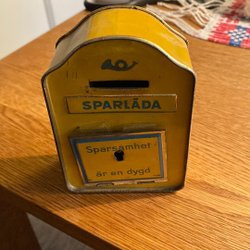 SPARLÅDA
Sparsamhet
är en dygd